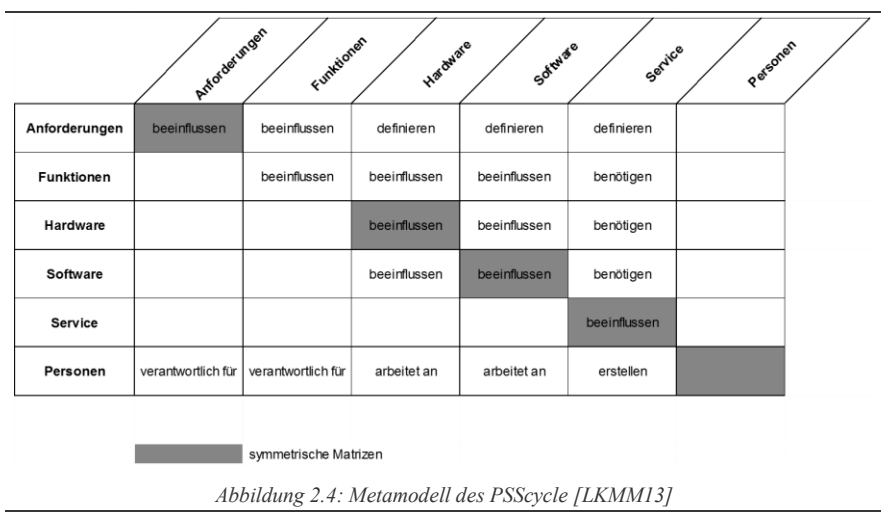 Anforderungen Funktionen Hardware Software Service Personen
Anforderungen beeinflussen beeinflussen definieren definieren definieren
Funktionen beeinflussen beeinflussen beeinflussen benötigen
Hardware beeinflussen beeinflussen benötigen
Software beeinflussen beeinflussen benötigen
Service beeinflussen
Personen verantwortlich für verantwortlich für arbeitet an arbeitet an erstellen
symmetrische Matrizen
Abbildung 2.4: Metamodell des PSScycle [LKMM13]